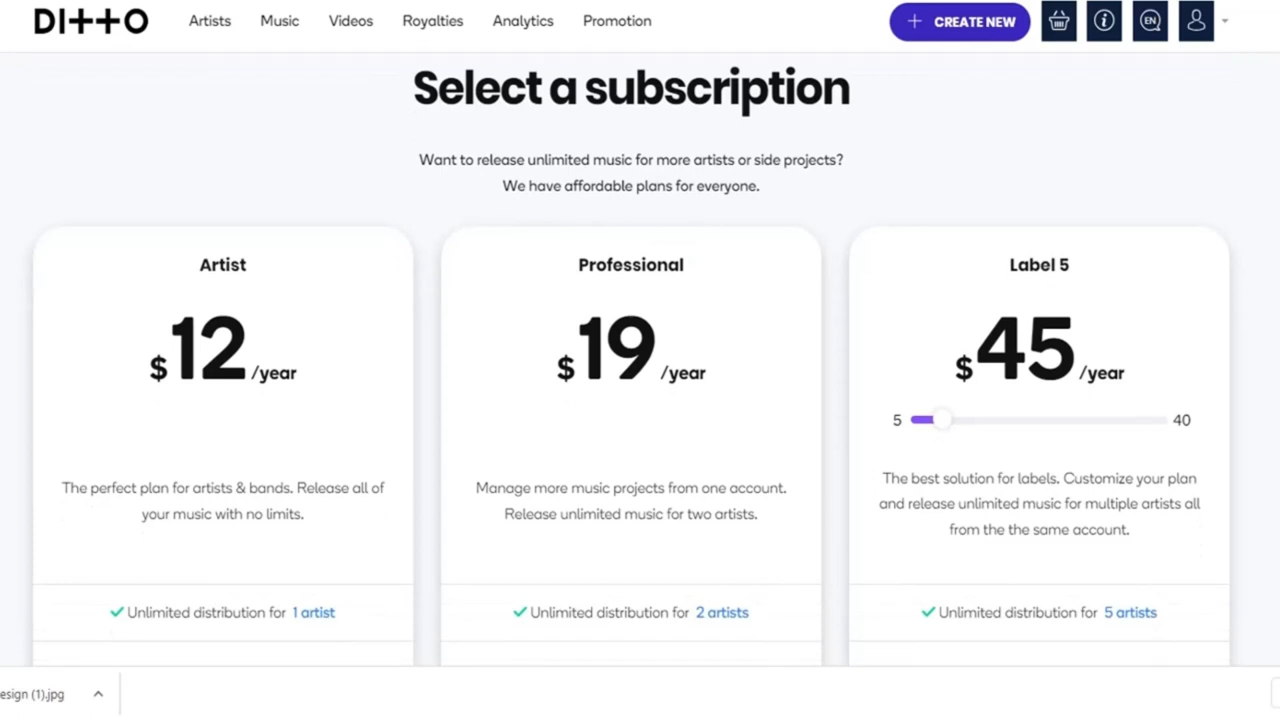 DITTO
Artists Music Videos Royalties Analytics Promotion
+ CREATE NEW
EN
Select a subscription
Want to release unlimited music for more artists or side projects?
We have affordable plans for everyone.
Artist
$12/year
The perfect plan for artists & bands. Release all of
your music with no limits.
Unlimited distribution for 1 artist
Professional
$19/year
Manage more music projects from one account.
Release unlimited music for two artists.
Unlimited distribution for 2 artists
Label 5
$45/year
5 40
The best solution for labels. Customize your plan
and release unlimited music for multiple artists all
from the the same account.
Unlimited distribution for 5 artists
esign (1).jpg